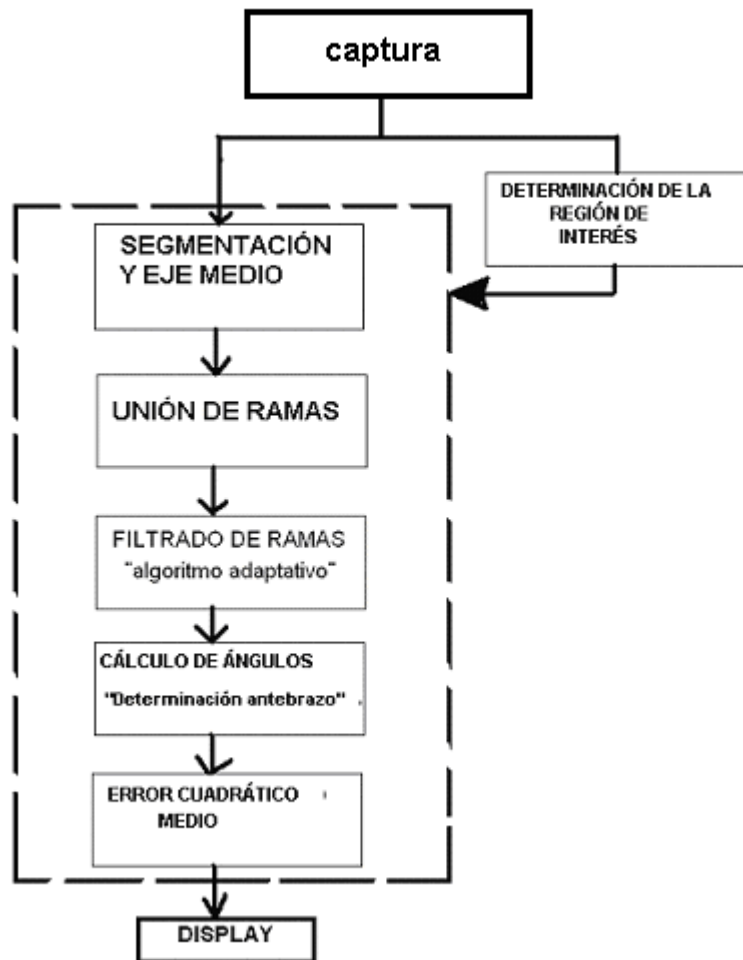 captura
DETERMINACIÓN DE LA
REGIÓN DE
INTERÉS
SEGMENTACIÓN
Y EJE MEDIO
UNIÓN DE RAMAS
FILTRADO DE RAMAS
"algoritmo adaptativo"
CÁLCULO DE ÁNGULOS
"Determinación antebrazo"
ERROR CUADRÁTICO
MEDIO
DISPLAY